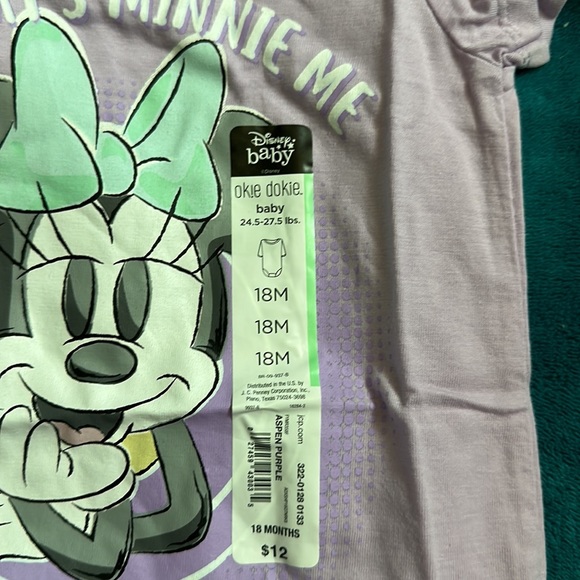 MINNIE ME
Disney
baby
©Disney
okie dokie.
baby
24.5-27.5 lbs.
18M
18M
18M
Distributed in the U.S. by
J. C. Penney Corporation, Inc.,
Plano, Texas 75024-3698
jcp.com
322-0128 0133
ASPEN PURPLE
18 MONTHS
$12